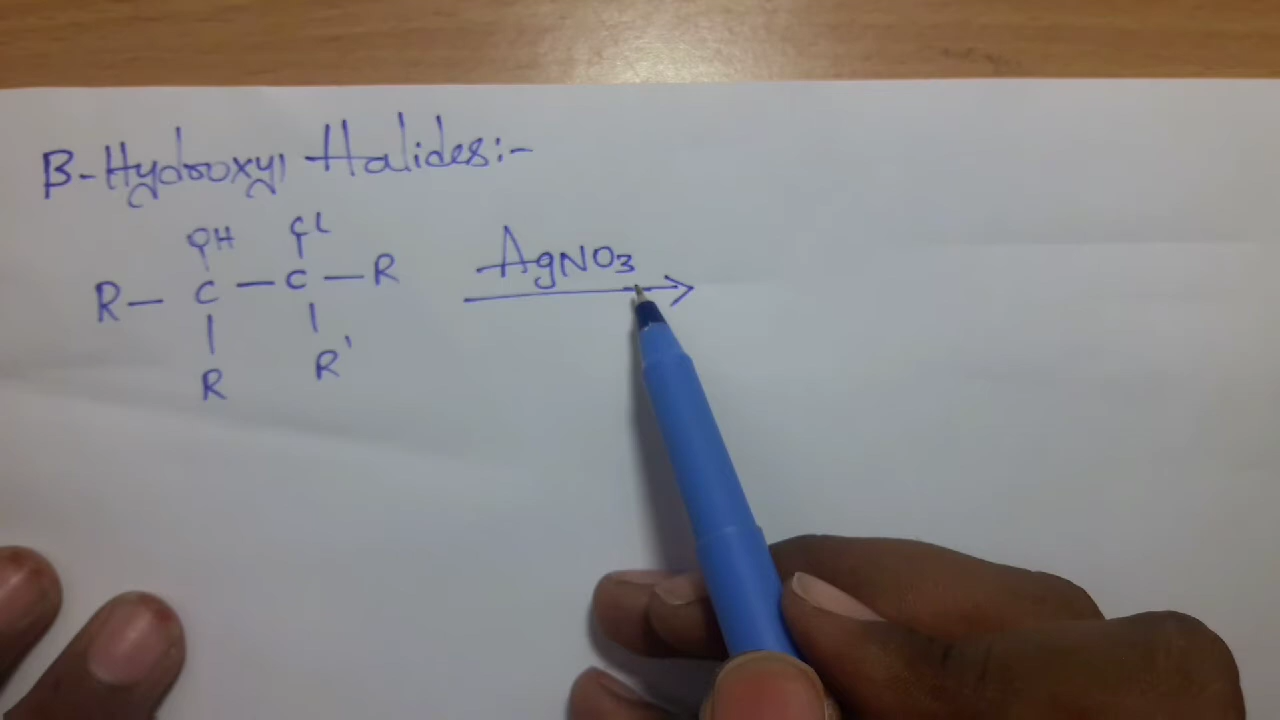 B-Hydroxyl Halides:-
OH Cl
R- C - C - R AgNO3
R R'